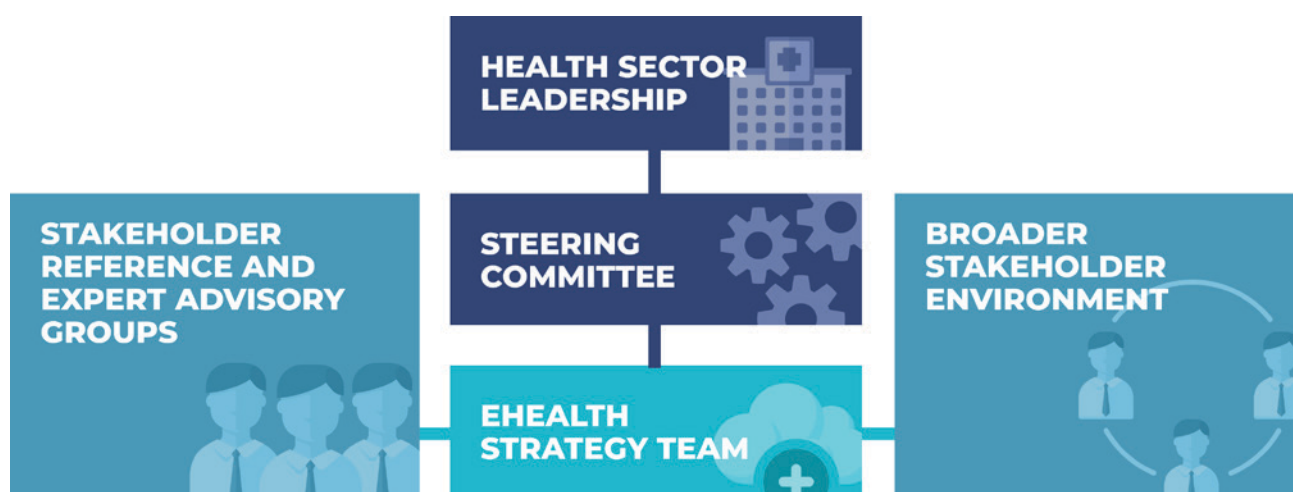 HEALTH SECTOR
LEADERSHIP
STAKEHOLDER
REFERENCE AND
EXPERT ADVISORY
GROUPS
STEERING
COMMITTEE
BROADER
STAKEHOLDER
ENVIRONMENT
EHEALTH
STRATEGY TEAM